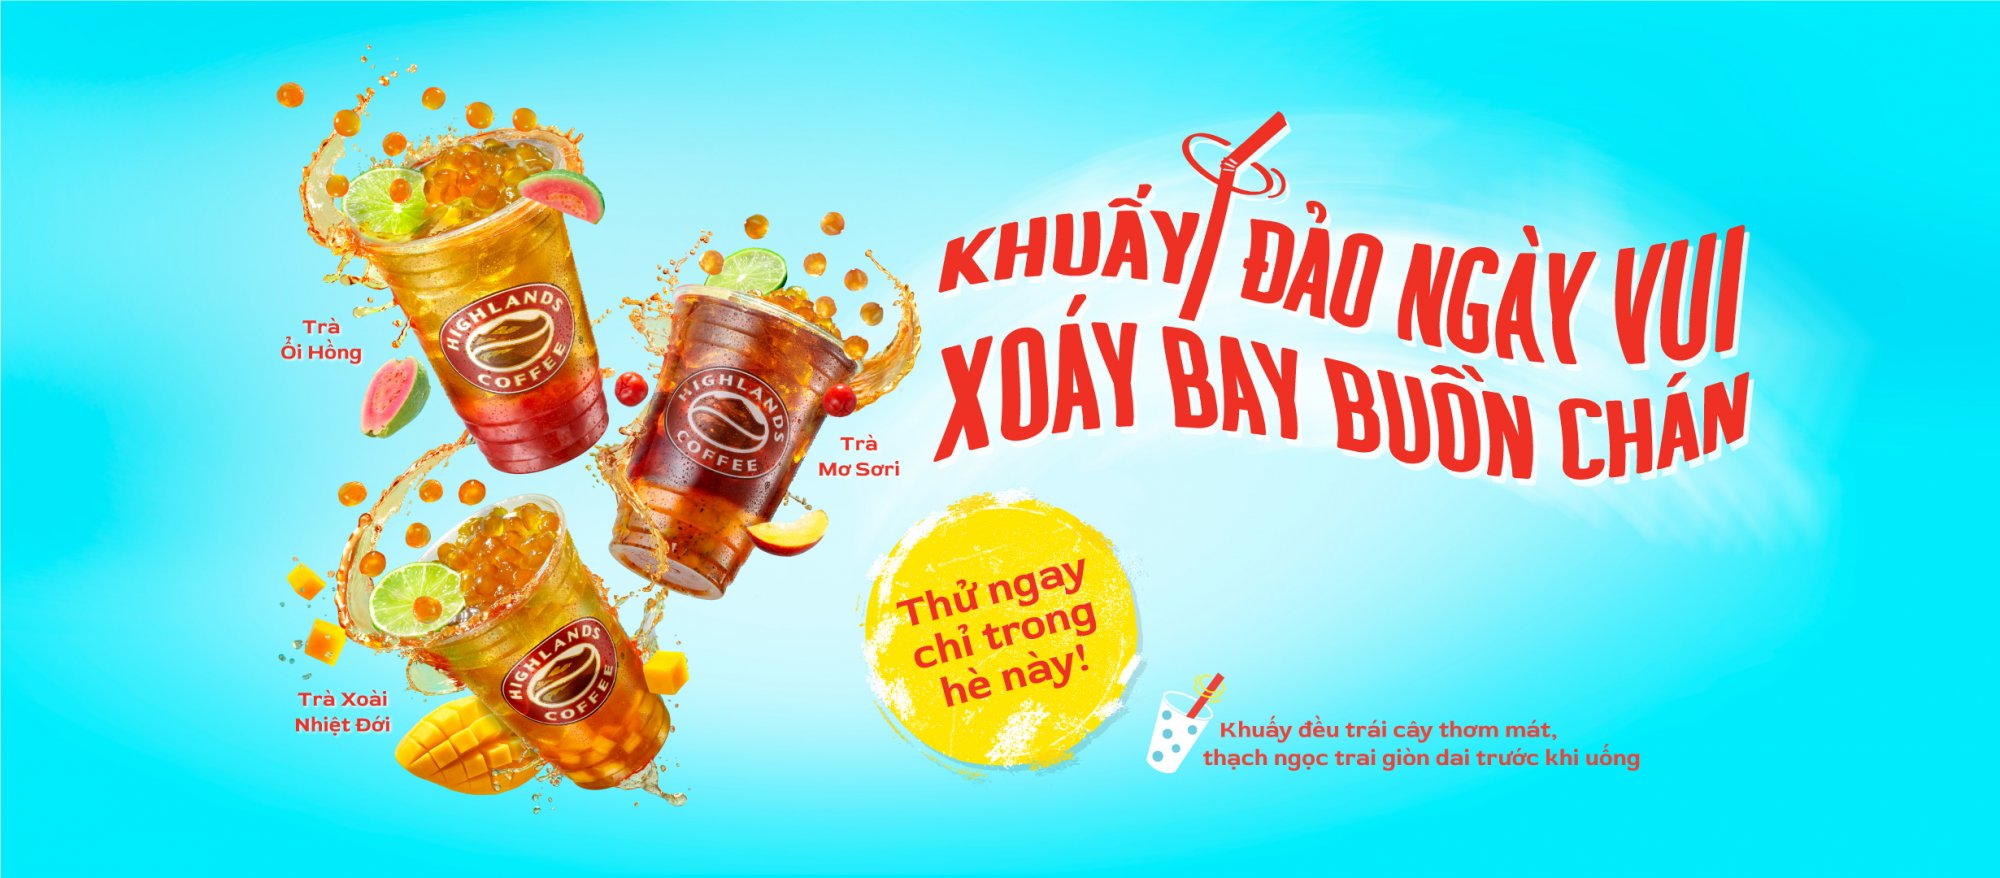 KHUẤY ĐẢO NGÀY VUI
XOÁY BAY BUỒN CHÁN
Trà
Ổi Hồng
HIGHLANDS
COFFEE
HIGHLANDS
COFFEE
Trà
Mơ Sơri
Trà Xoài
Nhiệt Đới
HIGHLANDS
COFFEE
Thử ngay
chỉ trong
hè này!
Khuấy đều trái cây thơm mát,
thạch ngọc trai giòn dai trước khi uống